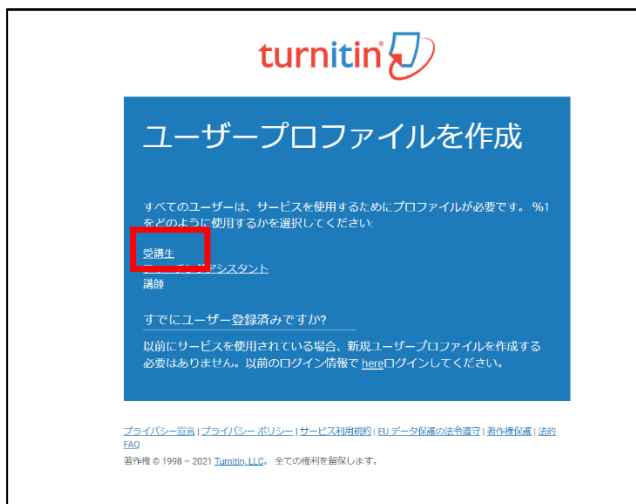 turnitin
ユーザープロファイルを作成
すべてのユーザーは、サービスを使用するためにプロファイルが必要です。 %1
をどのように使用するかを選択してください:
受講生
アシスタント
講師
すでにユーザー登録済みですか?
以前にサービスを使用されている場合、新規ユーザープロファイルを作成する
必要はありません。以前のログイン情報で hereログインしてください。
プライバシー宣言 | プライバシー ポリシー | サービス利用規約 | EU データ保護の法令遵守 | 著作権保護 | 法的
FAQ
著作権 © 1998 – 2021 Turnitin, LLC。 全ての権利を留保します。